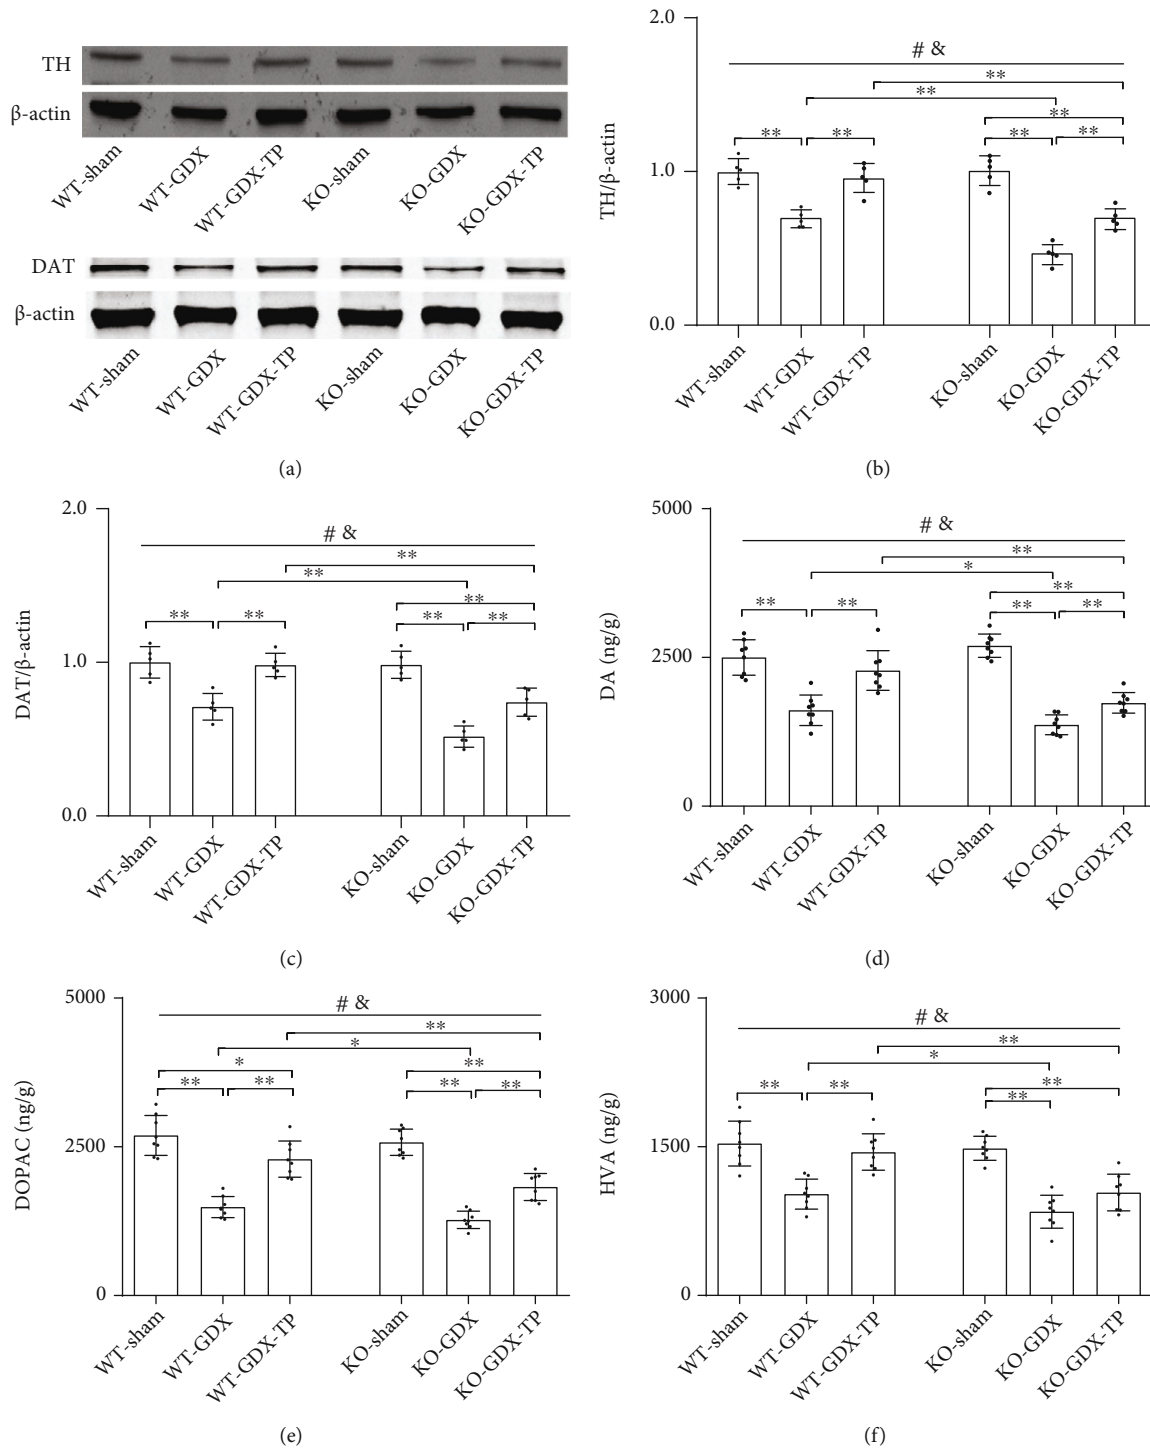 TH
β-actin
WT-sham
WT-GDX
WT-GDX-TP
KO-sham
KO-GDX
KO-GDX-TP
DAT
β-actin
WT-sham
WT-GDX
WT-GDX-TP
KO-sham
KO-GDX
KO-GDX-TP
(a)
2.0
# &
**
**
**
**
**
**
**
1.0
TH/β-actin
0.0
WT-sham
WT-GDX
WT-GDX-TP
KO-sham
KO-GDX
KO-GDX-TP
(b)
2.0
# &
**
**
**
**
**
**
**
1.0
DAT/β-actin
0.0
WT-sham
WT-GDX
WT-GDX-TP
KO-sham
KO-GDX
KO-GDX-TP
(c)
5000
# &
**
*
**
**
**
**
**
2500
DA (ng/g)
0
WT-sham
WT-GDX
WT-GDX-TP
KO-sham
KO-GDX
KO-GDX-TP
(d)
5000
# &
**
*
*
**
**
**
**
**
2500
DOPAC (ng/g)
0
WT-sham
WT-GDX
WT-GDX-TP
KO-sham
KO-GDX
KO-GDX-TP
(e)
3000
# &
**
*
**
**
**
**
1500
HVA (ng/g)
0
WT-sham
WT-GDX
WT-GDX-TP
KO-sham
KO-GDX
KO-GDX-TP
(f)